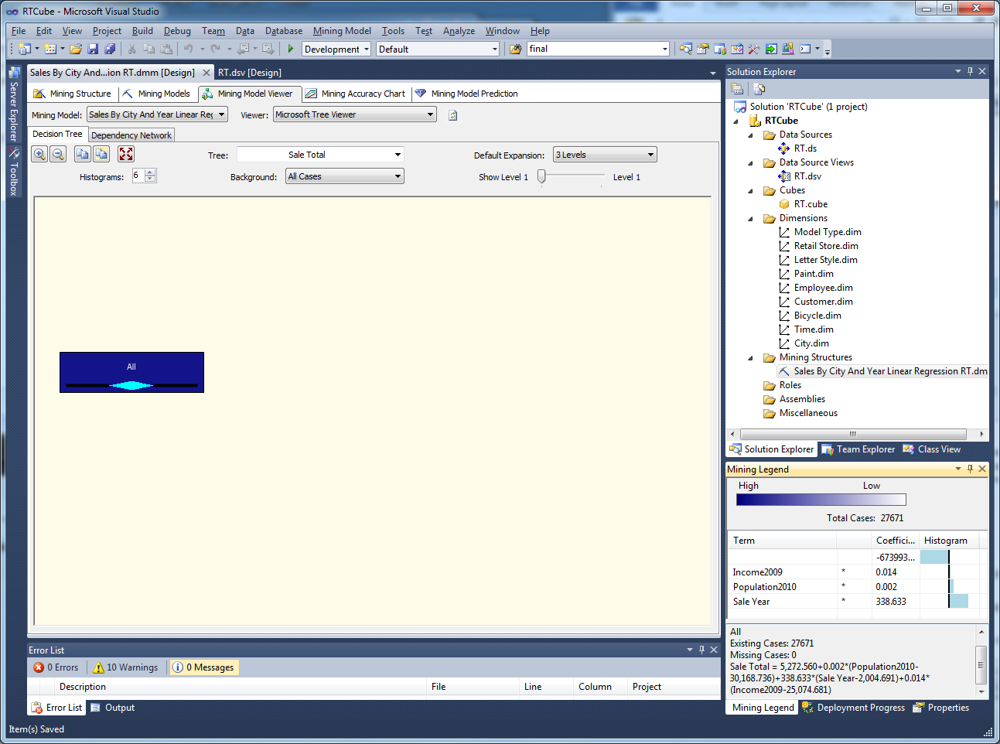 RTCube - Microsoft Visual Studio
File Edit View Project Build Debug Team Data Database Mining Model Tools Test Analyze Window Help
Development Default final
Server Explorer
Toolbox
Sales By City And...ion RT.dmm [Design] RT.dsv [Design]
Mining Structure Mining Models Mining Model Viewer Mining Accuracy Chart Mining Model Prediction
Mining Model: Sales By City And Year Linear Reg Viewer: Microsoft Tree Viewer
Decision Tree Dependency Network
Tree: Sale Total Default Expansion: 3 Levels
Histograms: 6 Background: All Cases Show Level 1 Level 1
All
Error List
0 Errors 10 Warnings 0 Messages
Description File Line Column Project
Error List Output
Item(s) Saved
Solution Explorer
Solution 'RTCube' (1 project)
RTCube
Data Sources
RT.ds
Data Source Views
RT.dsv
Cubes
RT.cube
Dimensions
Model Type.dim
Retail Store.dim
Letter Style.dim
Paint.dim
Employee.dim
Customer.dim
Bicycle.dim
Time.dim
City.dim
Mining Structures
Sales By City And Year Linear Regression RT.dm
Roles
Assemblies
Miscellaneous
Solution Explorer Team Explorer Class View
Mining Legend
High Low
Total Cases: 27671
Term Coeffici... Histogram
-673993...
Income2009 * 0.014
Population2010 * 0.002
Sale Year * 338.633
All
Existing Cases: 27671
Missing Cases: 0
Sale Total = 5,272.560+0.002*(Population2010-
30,168.736)+338.633*(Sale Year-2,004.691)+0.014*
(Income2009-25,074.681)
Mining Legend Deployment Progress Properties